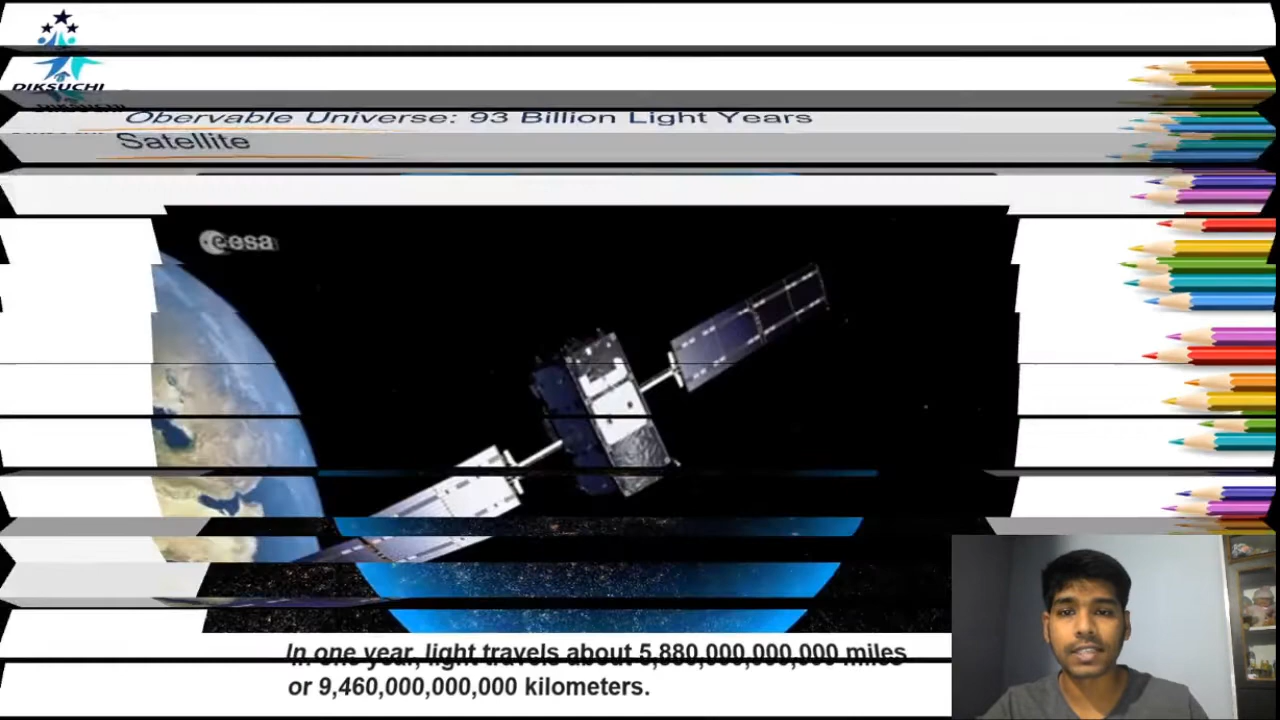 DIKSUCHI
Obervable Universe: 93 Billion Light Years
Satellite
esa
In one year, light travels about 5,880,000,000,000 miles
or 9,460,000,000,000 kilometers.